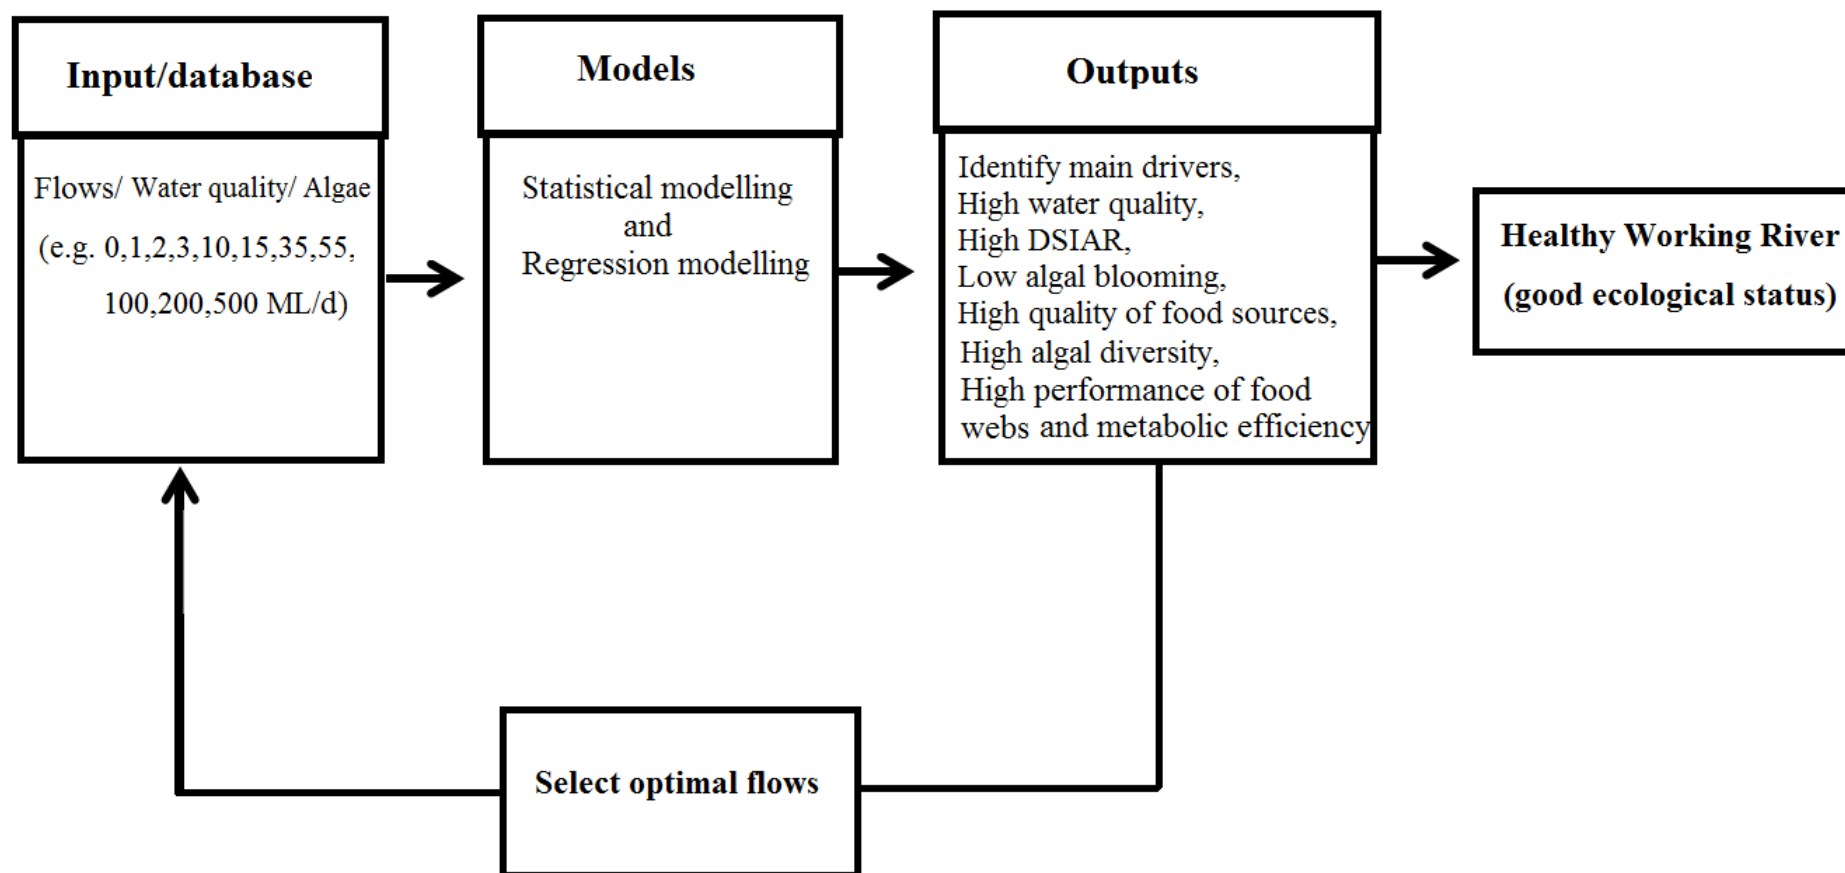 Input/database
Flows/ Water quality/ Algae
(e.g. 0,1,2,3,10,15,35,55,
100,200,500 ML/d)
Models
Statistical modelling
and
Regression modelling
Outputs
Identify main drivers,
High water quality,
High DSIAR,
Low algal blooming,
High quality of food sources,
High algal diversity,
High performance of food
webs and metabolic efficiency
Healthy Working River
(good ecological status)
Select optimal flows